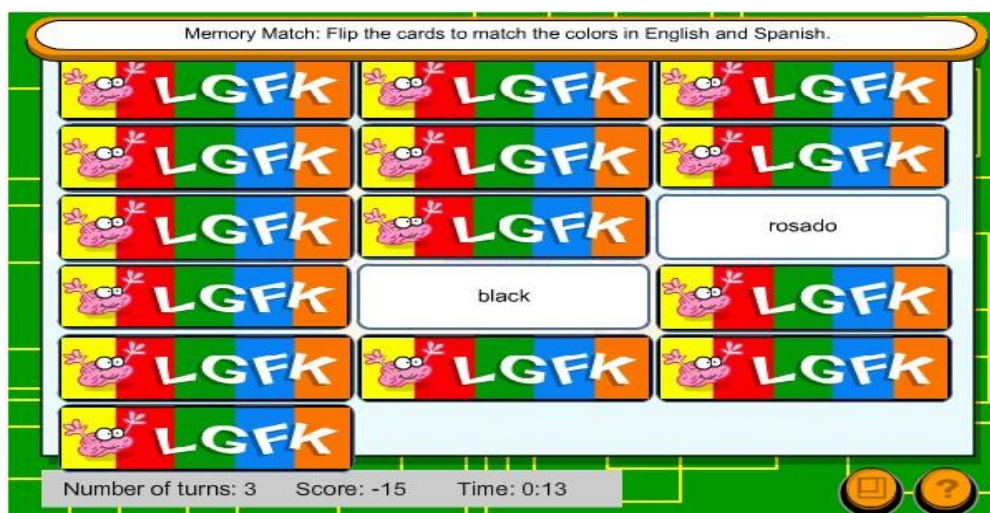 Memory Match: Flip the cards to match the colors in English and Spanish.
LGFK LGFK LGFK
LGFK LGFK LGFK
LGFK LGFK rosado
LGFK black LGFK
LGFK LGFK LGFK
LGFK
Number of turns: 3 Score: -15 Time: 0:13 ?